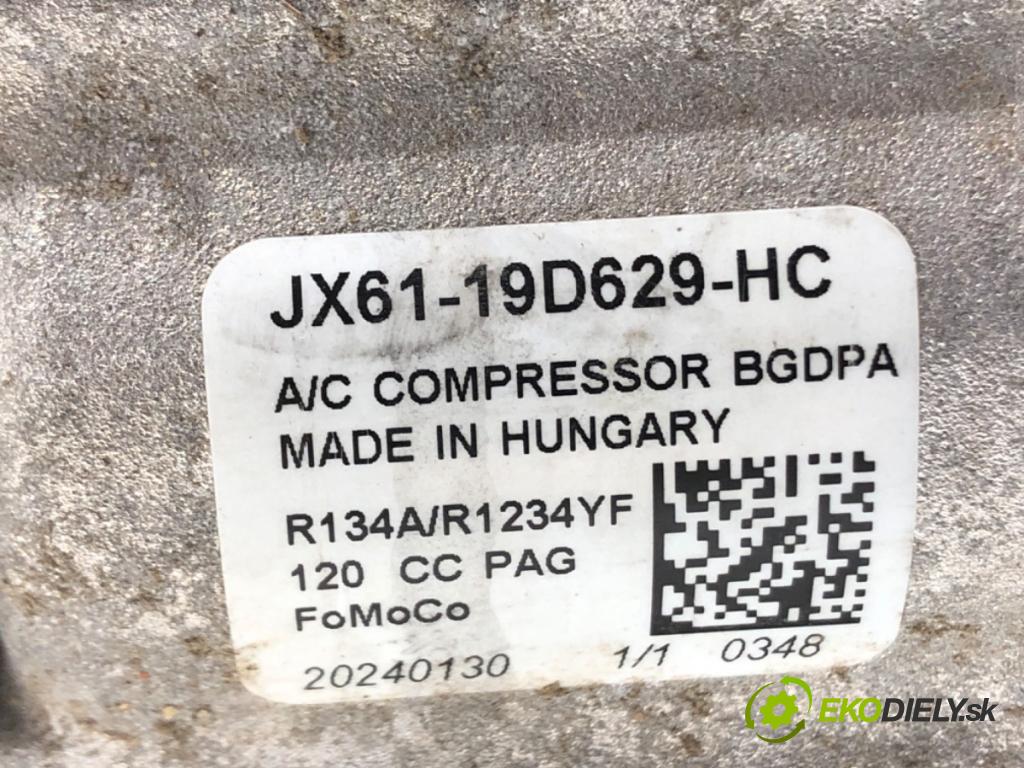 JX61-19D629-HC
A/C COMPRESSOR BGDPA
MADE IN HUNGARY
R134A/R1234YF
120 CC PAG
FoMoCo
20240130 1/1 0348
EKODIELY.sk